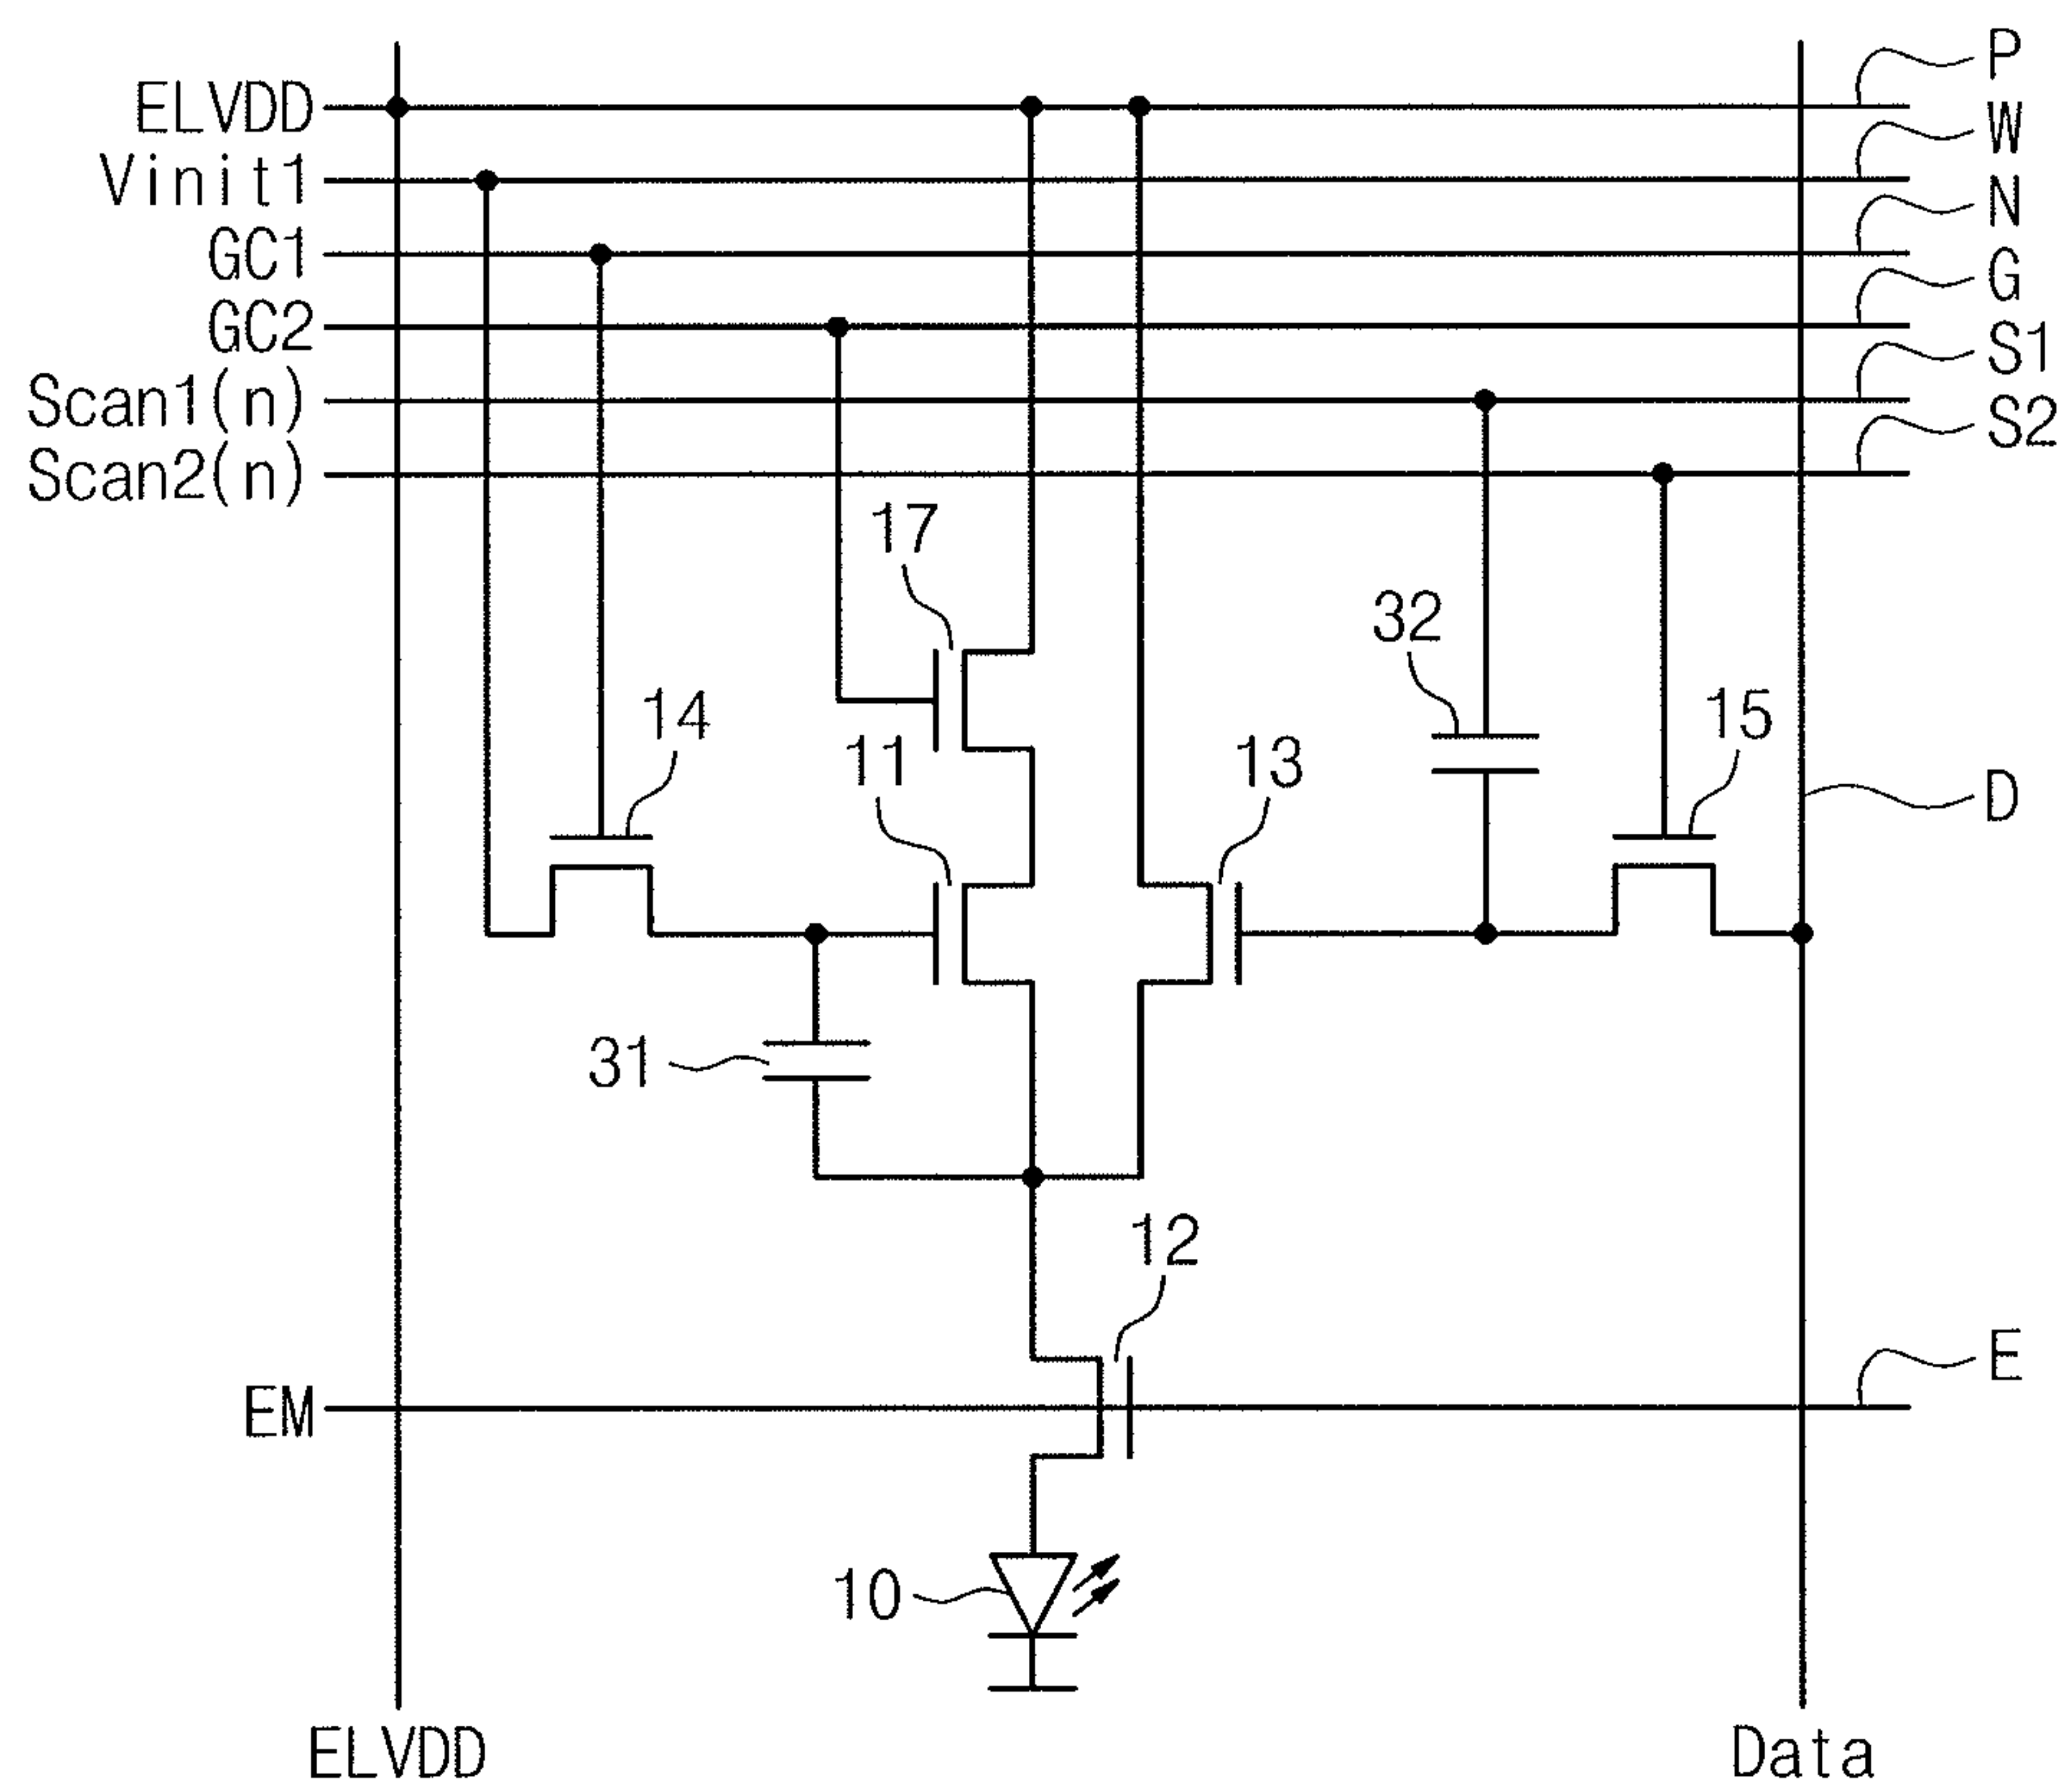 ELVDD
P
Vinit1
W
GC1
N
GC2
G
Scan1(n)
S1
Scan2(n)
S2
17
32
14
11
13
15
D
31
12
EM
E
10
ELVDD
Data